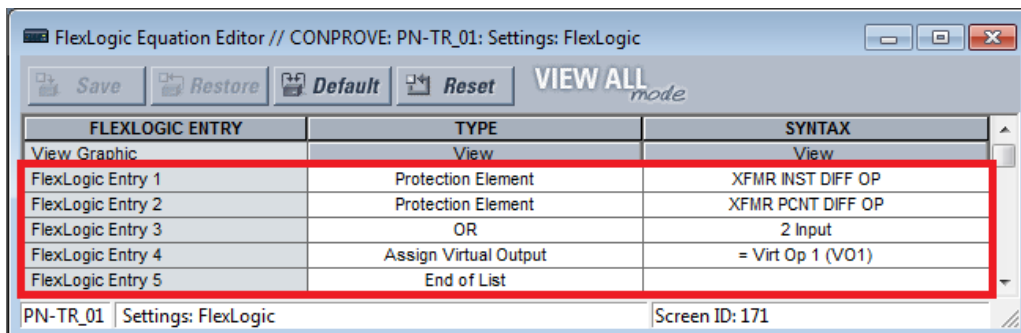 FlexLogic Equation Editor // CONPROVE: PN-TR_01: Settings: FlexLogic
Save Restore Default Reset VIEW ALL mode
FLEXLOGIC ENTRY TYPE SYNTAX
View Graphic View View
FlexLogic Entry 1 Protection Element XFMR INST DIFF OP
FlexLogic Entry 2 Protection Element XFMR PCNT DIFF OP
FlexLogic Entry 3 OR 2 Input
FlexLogic Entry 4 Assign Virtual Output = Virt Op 1 (VO1)
FlexLogic Entry 5 End of List
PN-TR_01 Settings: FlexLogic Screen ID: 171